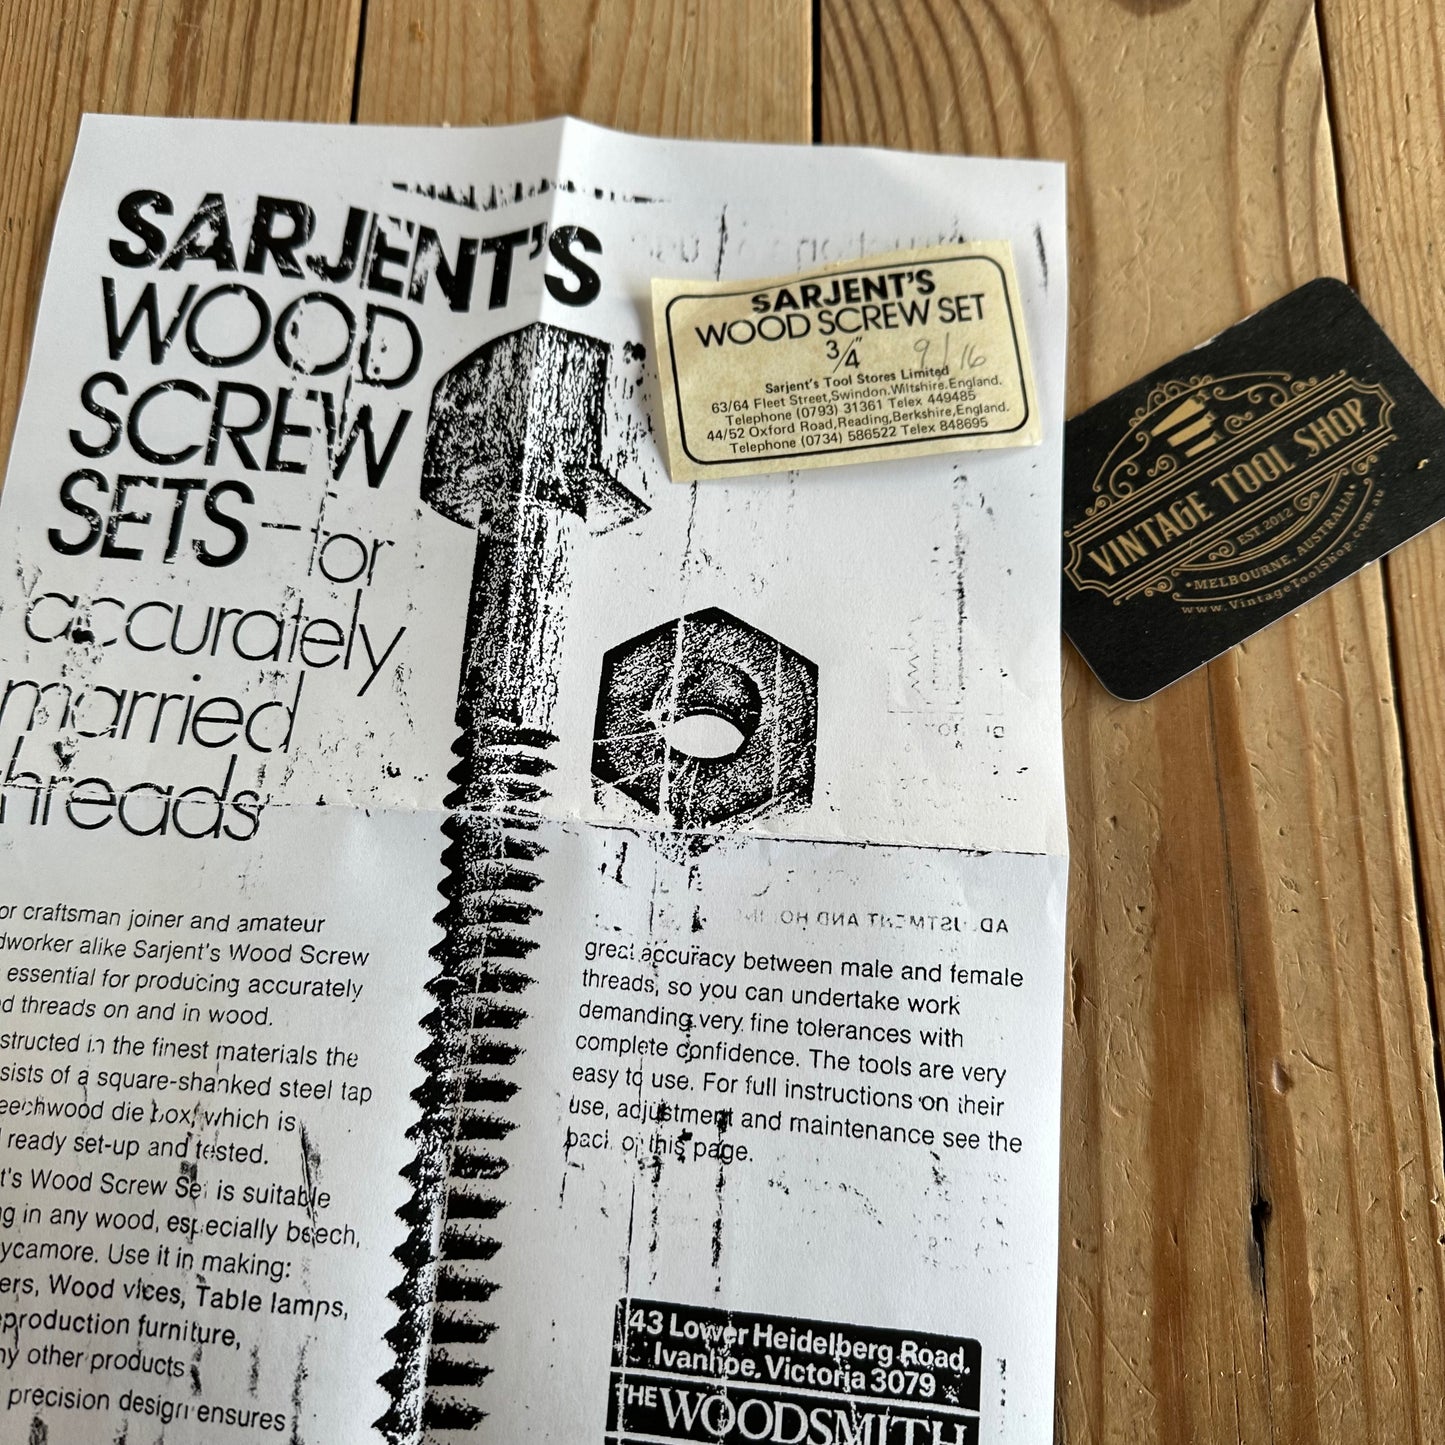 SARJENT'S
WOOD
SCREW
SETS – for
accurately
married
threads
or craftsman joiner and amateur
dworker alike Sarjent's Wood Screw
essential for producing accurately
d threads on and in wood.
structed in the finest materials the
sists of a square-shanked steel tap
eechwood die box, which is
ready set-up and tested.
t's Wood Screw Set is suitable
g in any wood, especially beech,
ycamore. Use it in making:
ers, Wood vices, Table lamps,
production furniture,
ny other products
precision design ensures
great accuracy between male and female
threads, so you can undertake work
demanding very fine tolerances with
complete confidence. The tools are very
easy to use. For full instructions on their
use, adjustment and maintenance see the
back of this page.
43 Lower Heidelberg Road,
Ivanhoe, Victoria 3079
THE WOODSMITH
SARJENT'S
WOOD SCREW SET
3/4" 9/16
Sarjent's Tool Stores Limited
63/64 Fleet Street,Swindon,Wiltshire.England.
Telephone (0793) 31361 Telex 449485
44/52 Oxford Road,Reading,Berkshire,England.
Telephone (0734) 586522 Telex 848695
VINTAGE TOOL SHOP
EST. 2012
• MELBOURNE, AUSTRALIA •
www.VintageToolShop.com.au